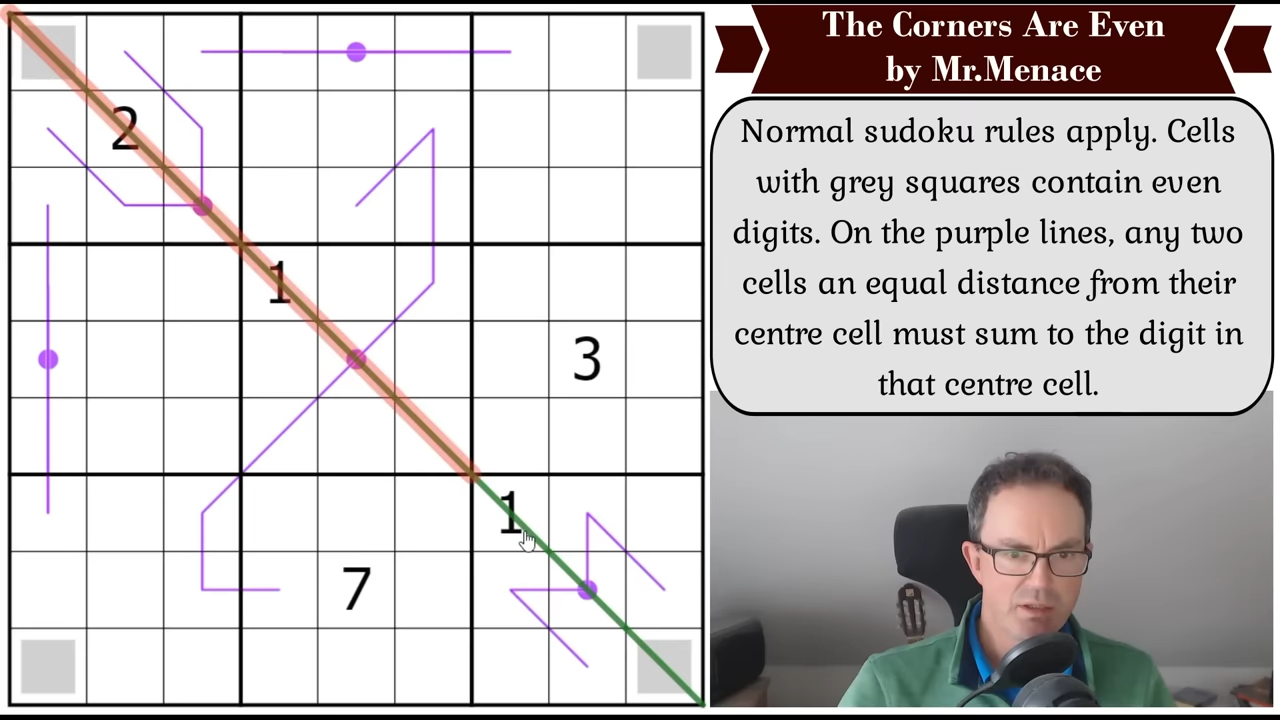 The Corners Are Even
by Mr.Menace
Normal sudoku rules apply. Cells
with grey squares contain even
digits. On the purple lines, any two
cells an equal distance from their
centre cell must sum to the digit in
that centre cell.
2
1
3
1
7